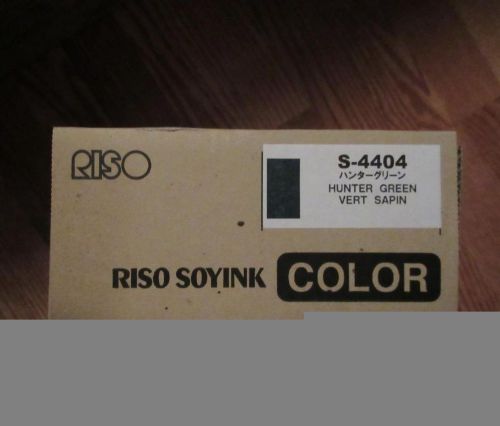 RISO
S-4404
ハンターグリーン
HUNTER GREEN
VERT SAPIN
RISO SOYINK COLOR